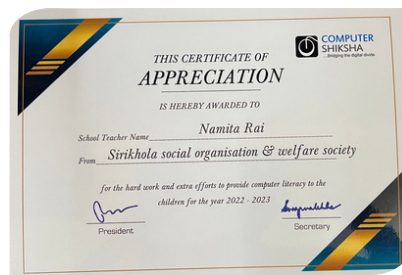 COMPUTER
SHIKSHA
...Bridging the digital divide
THIS CERTIFICATE OF
APPRECIATION
IS HEREBY AWARDED TO
School Teacher Name Namita Rai
From Sirikhola social organisation & welfare society
for the hard work and extra efforts to provide computer literacy to the
children for the year 2022 - 2023
President
Secretary